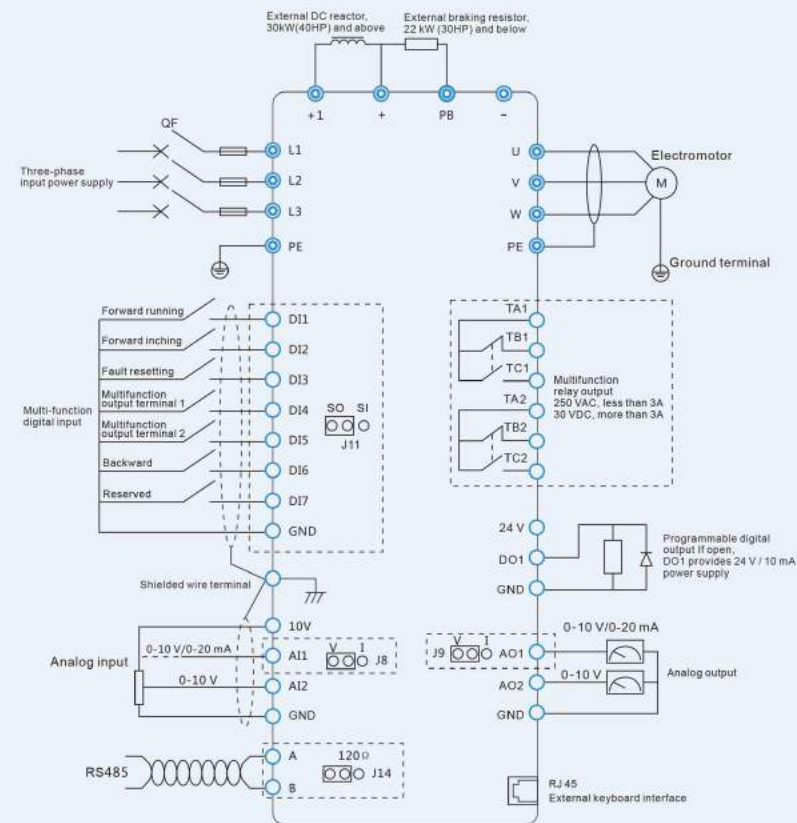 External DC reactor,
30kW(40HP) and above
External braking resistor,
22 kW (30HP) and below
+1
+
PB
-
QF
Three-phase
input power supply
L1
L2
L3
PE
U
V
W
PE
Electromotor
M
Ground terminal
Multi-function
digital input
Forward running
Forward inching
Fault resetting
Multifunction
output terminal 1
Multifunction
output terminal 2
Backward
Reserved
DI1
DI2
DI3
DI4
DI5
DI6
DI7
GND
SO SI
J11
TA1
TB1
TC1
TA2
TB2
TC2
Multifunction
relay output
250 VAC, less than 3A
30 VDC, more than 3A
24 V
DO1
GND
Programmable digital
output If open,
DO1 provides 24 V / 10 mA
power supply
Shielded wire terminal
Analog input
0-10 V/0-20 mA
0-10 V
10V
AI1
AI2
GND
V I
J8
J9
V I
AO1
AO2
GND
0-10 V/0-20 mA
0-10 V
Analog output
RS485
A
B
120Ω
J14
RJ 45
External keyboard interface